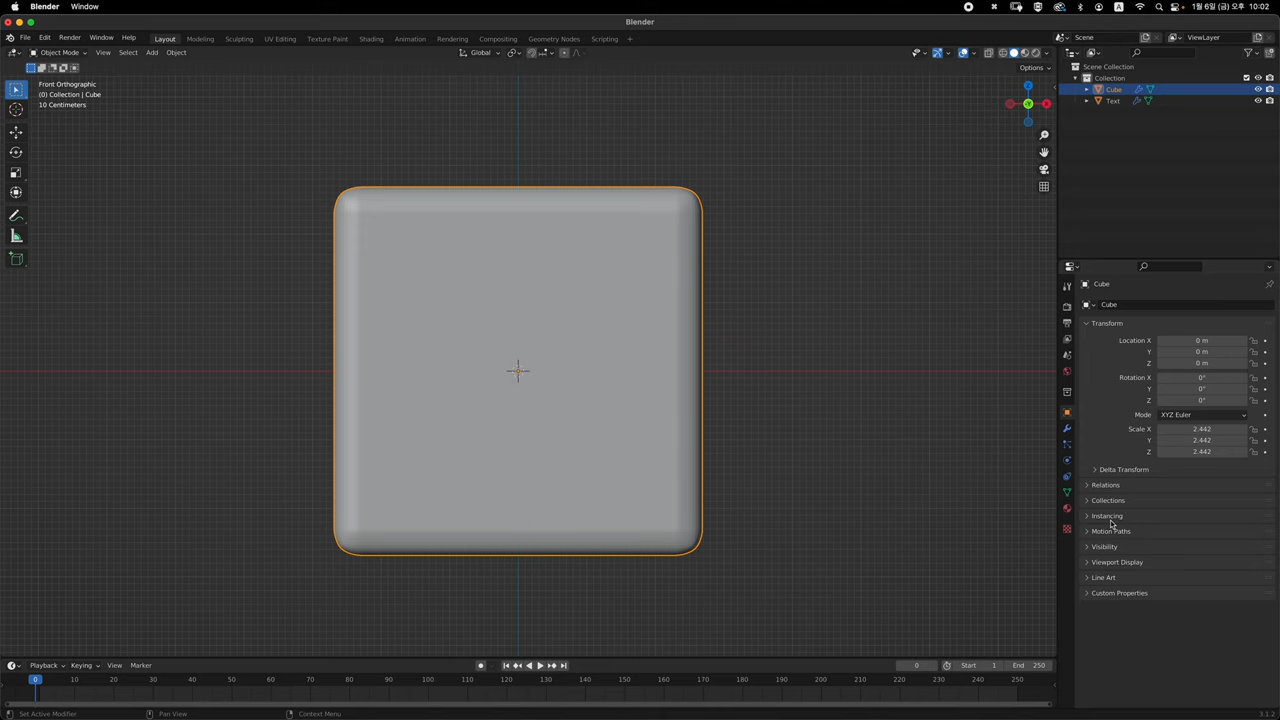 Blender Window
1월 6일 (금) 오후 10:02
Blender
File Edit Render Window Help
Layout Modeling Sculpting UV Editing Texture Paint Shading Animation Rendering Compositing Geometry Nodes Scripting +
Scene
ViewLayer
Object Mode View Select Add Object
Global
Options
Front Orthographic
(0) Collection | Cube
10 Centimeters
Z
Y
X
Scene Collection
Collection
Cube
Text
Cube
Cube
Transform
Location X 0 m
Y 0 m
Z 0 m
Rotation X 0°
Y 0°
Z 0°
Mode XYZ Euler
Scale X 2.442
Y 2.442
Z 2.442
Delta Transform
Relations
Collections
Instancing
Motion Paths
Visibility
Viewport Display
Line Art
Custom Properties
Playback Keying View Marker
0 Start 1 End 250
0 10 20 30 40 50 60 70 80 90 100 110 120 130 140 150 160 170 180 190 200 210 220 230 240 250
Set Active Modifier Pan View Context Menu
3.1.2